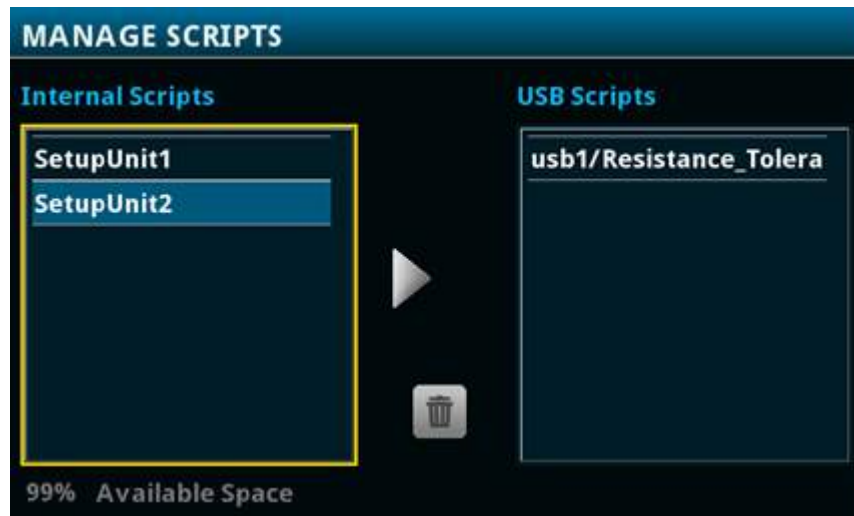 MANAGE SCRIPTS
Internal Scripts
SetupUnit1
SetupUnit2
99% Available Space
USB Scripts
usb1/Resistance_Tolera